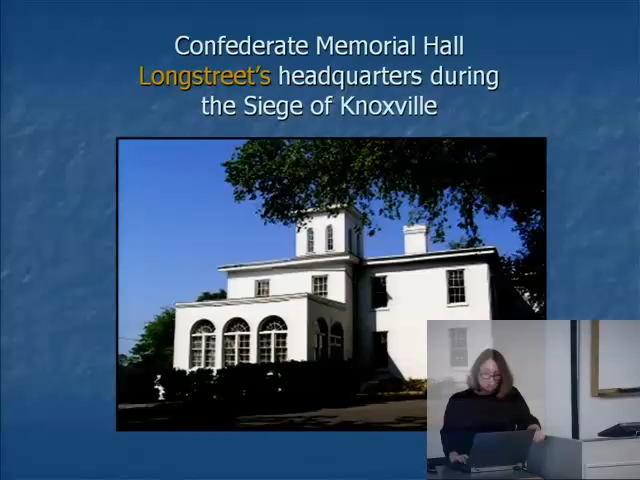 Confederate Memorial Hall
Longstreet's headquarters during
the Siege of Knoxville